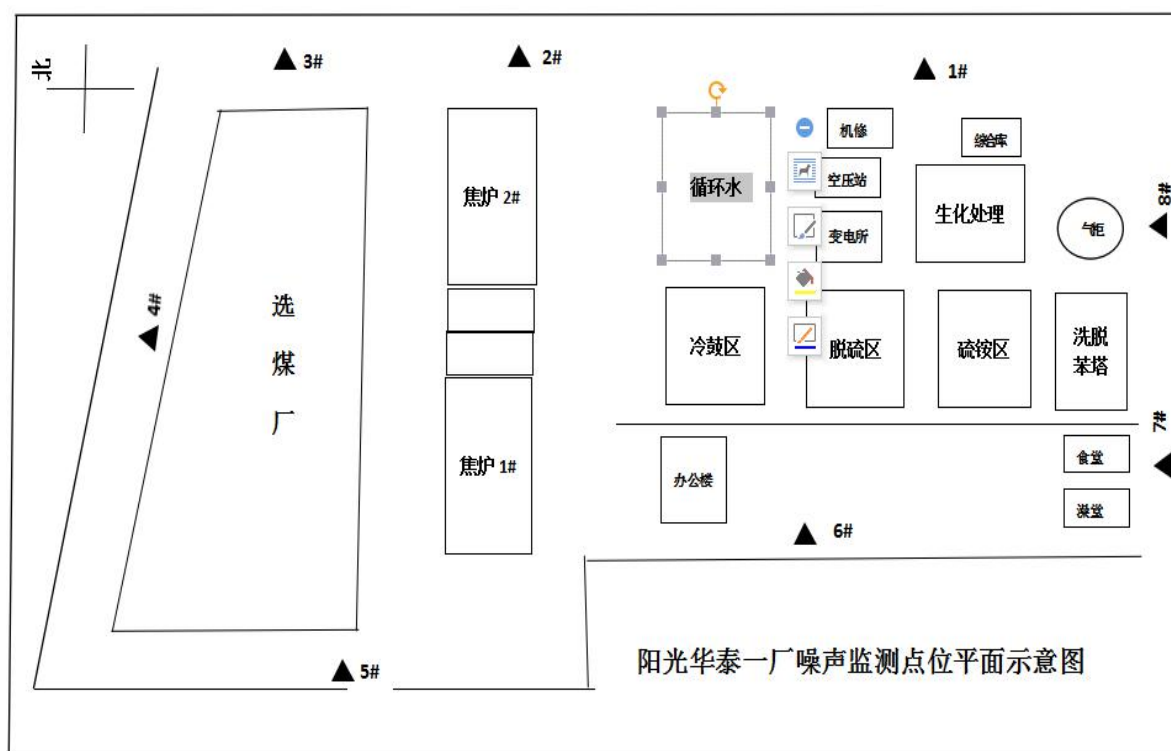 北
3#
2#
1#
机修
综合库
循环水
空压站
焦炉 2#
生化处理
8#
气柜
变电所
4#
选
煤
厂
冷鼓区
脱硫区
硫铵区
洗脱
苯塔
7#
焦炉 1#
办公楼
食堂
澡堂
6#
阳光华泰一厂噪声监测点位平面示意图
5#